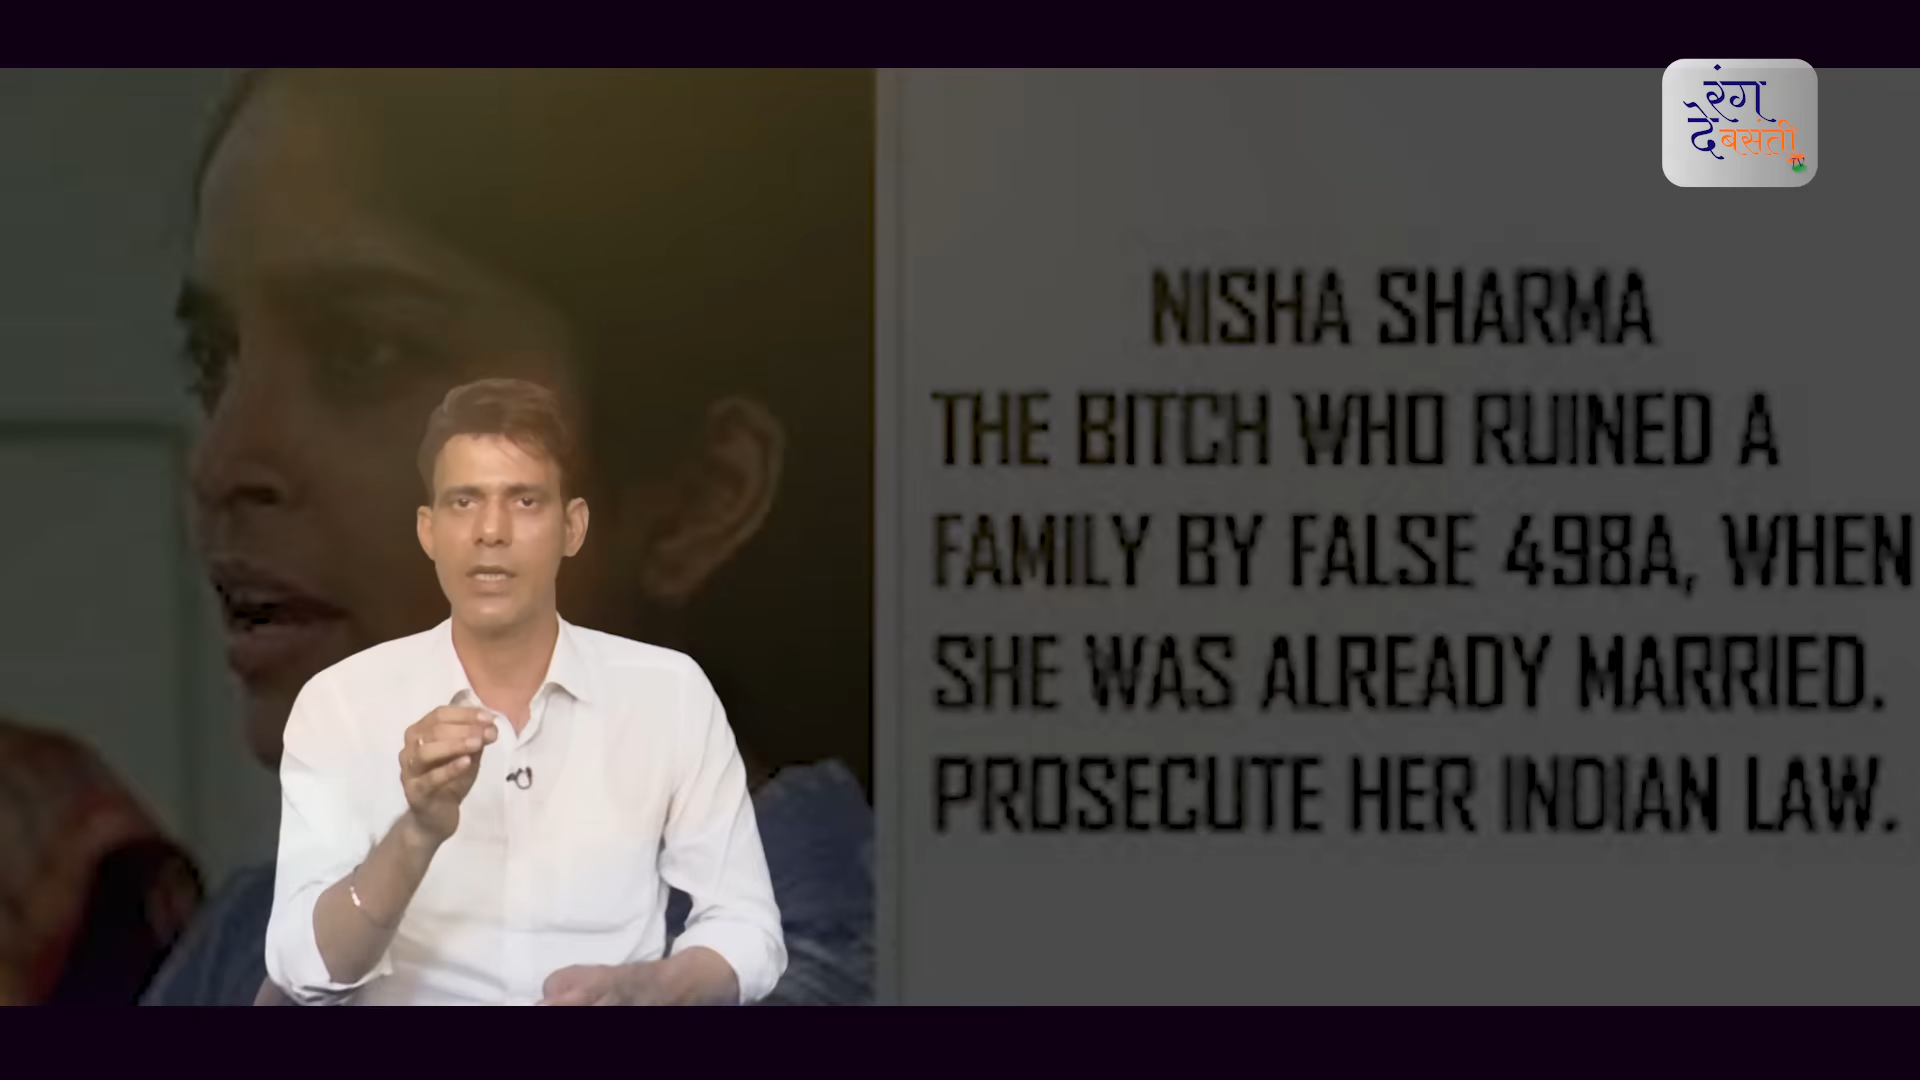 रंग
दे बसंती
TV
NISHA SHARMA
THE BITCH WHO RUINED A
FAMILY BY FALSE 498A, WHEN
SHE WAS ALREADY MARRIED.
PROSECUTE HER INDIAN LAW.